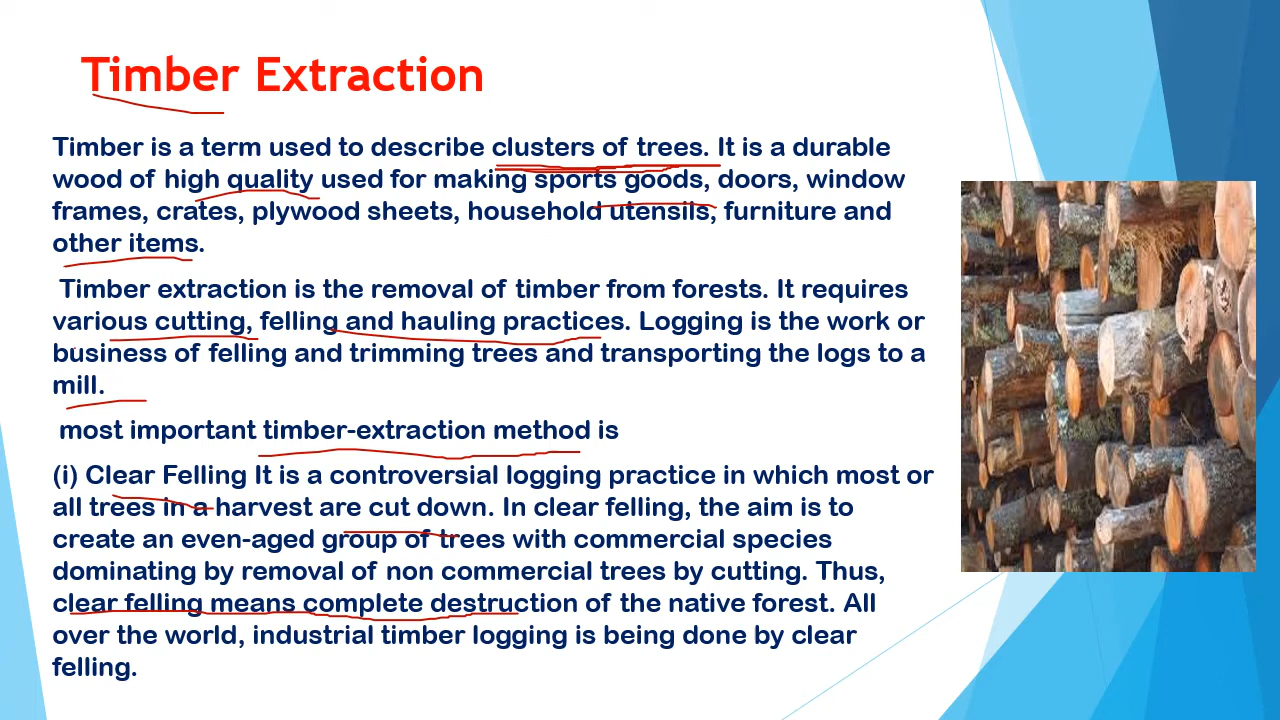 Timber Extraction
Timber is a term used to describe clusters of trees. It is a durable
wood of high quality used for making sports goods, doors, window
frames, crates, plywood sheets, household utensils, furniture and
other items.
Timber extraction is the removal of timber from forests. It requires
various cutting, felling and hauling practices. Logging is the work or
business of felling and trimming trees and transporting the logs to a
mill.
most important timber-extraction method is
(i) Clear Felling It is a controversial logging practice in which most or
all trees in a harvest are cut down. In clear felling, the aim is to
create an even-aged group of trees with commercial species
dominating by removal of non commercial trees by cutting. Thus,
clear felling means complete destruction of the native forest. All
over the world, industrial timber logging is being done by clear
felling.